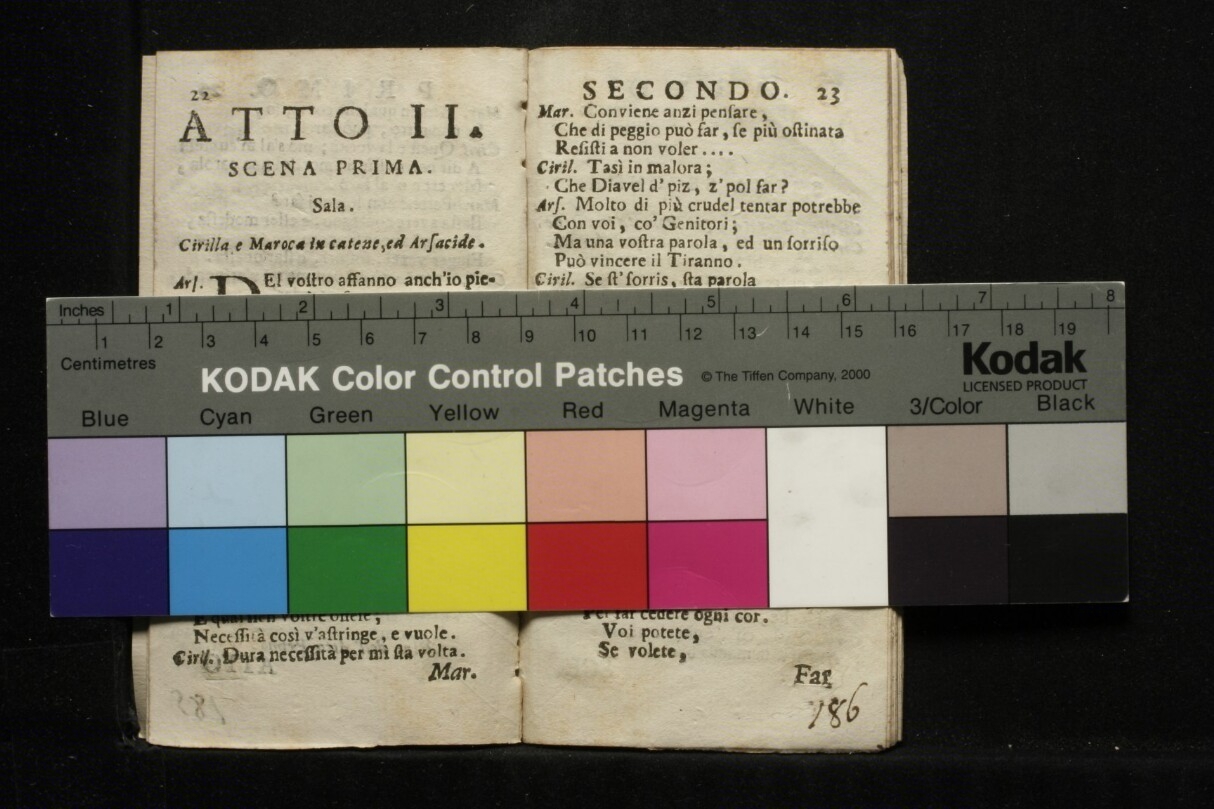 22
ATTO II.
SCENA PRIMA.
Sala.
Cirilla e Maroca in catene, ed Arſacide.
Arſ. DEl voſtro affanno anch'io pie-
Neceſſità così v'aſtringe, e vuole.
Ciril. Dura neceſſità per mì ſta volta.
Mar.
SECONDO. 23
Mar. Conviene anzi penſare,
Che di peggio può far, ſe più oſtinata
Reſiſti a non voler....
Ciril. Tasì in malora;
Che Diavel d'piz, z'pol far?
Arſ. Molto di più crudel tentar potrebbe
Con voi, co' Genitori;
Ma una voſtra parola, ed un ſorriſo
Può vincere il Tiranno.
Ciril. Se ſt' ſorris, ſta parola
Per far cedere ogni cor.
Voi potete,
Se volete,
Far
186
Inches 1 2 3 4 5 6 7 8
1 2 3 4 5 6 7 8 9 10 11 12 13 14 15 16 17 18 19
Centimetres
KODAK Color Control Patches © The Tiffen Company, 2000
Kodak
LICENSED PRODUCT
Blue Cyan Green Yellow Red Magenta White 3/Color Black